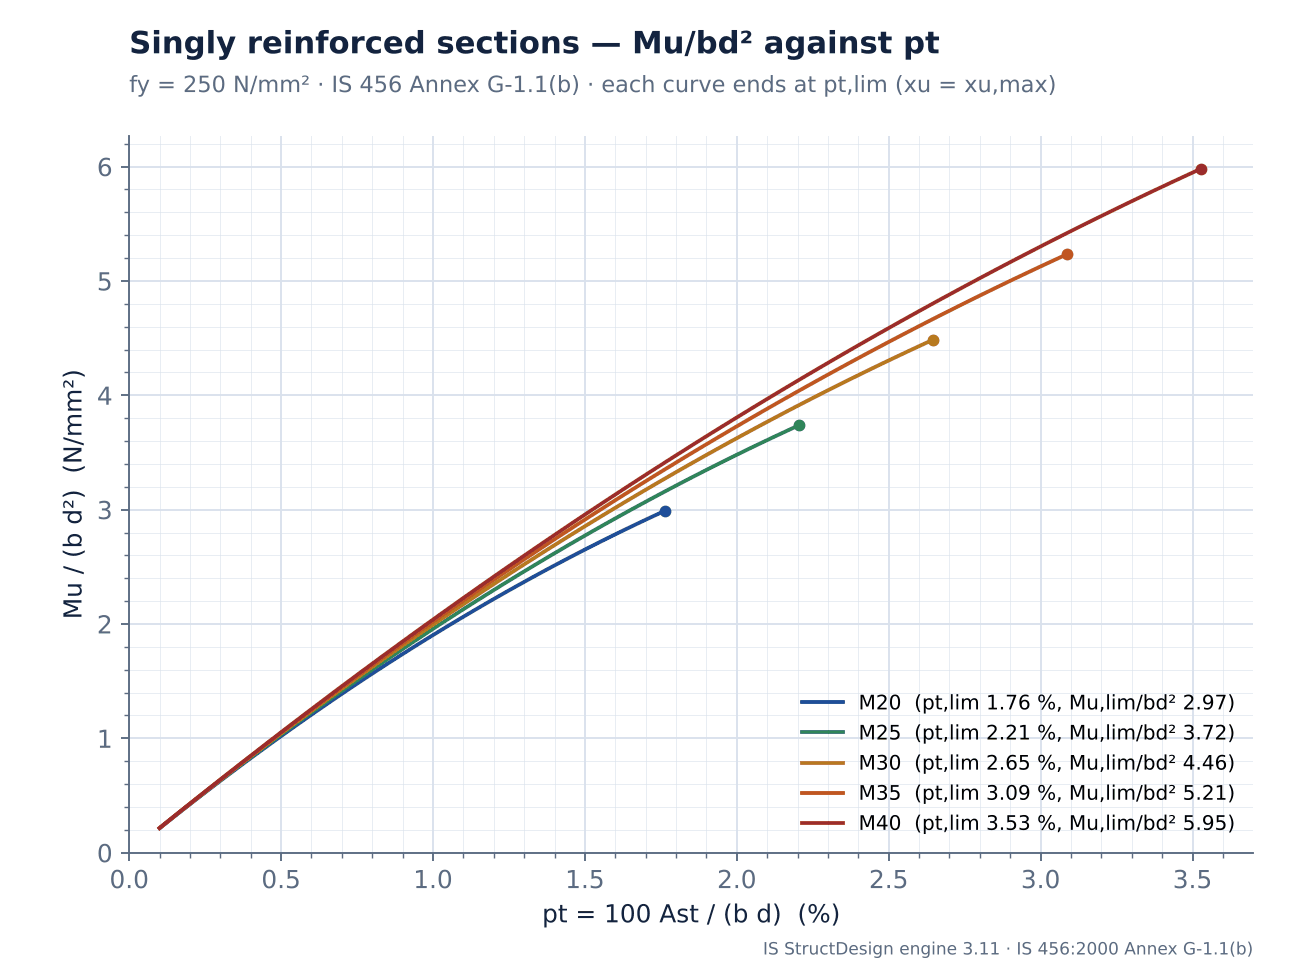 Singly reinforced sections — Mu/bd² against pt
fy = 250 N/mm² · IS 456 Annex G-1.1(b) · each curve ends at pt,lim (xu = xu,max)
Mu / (b d²) (N/mm²)
6
5
4
3
2
1
0
M20 (pt,lim 1.76 %, Mu,lim/bd² 2.97)
M25 (pt,lim 2.21 %, Mu,lim/bd² 3.72)
M30 (pt,lim 2.65 %, Mu,lim/bd² 4.46)
M35 (pt,lim 3.09 %, Mu,lim/bd² 5.21)
M40 (pt,lim 3.53 %, Mu,lim/bd² 5.95)
0.0 0.5 1.0 1.5 2.0 2.5 3.0 3.5
pt = 100 Ast / (b d) (%)
IS StructDesign engine 3.11 · IS 456:2000 Annex G-1.1(b)